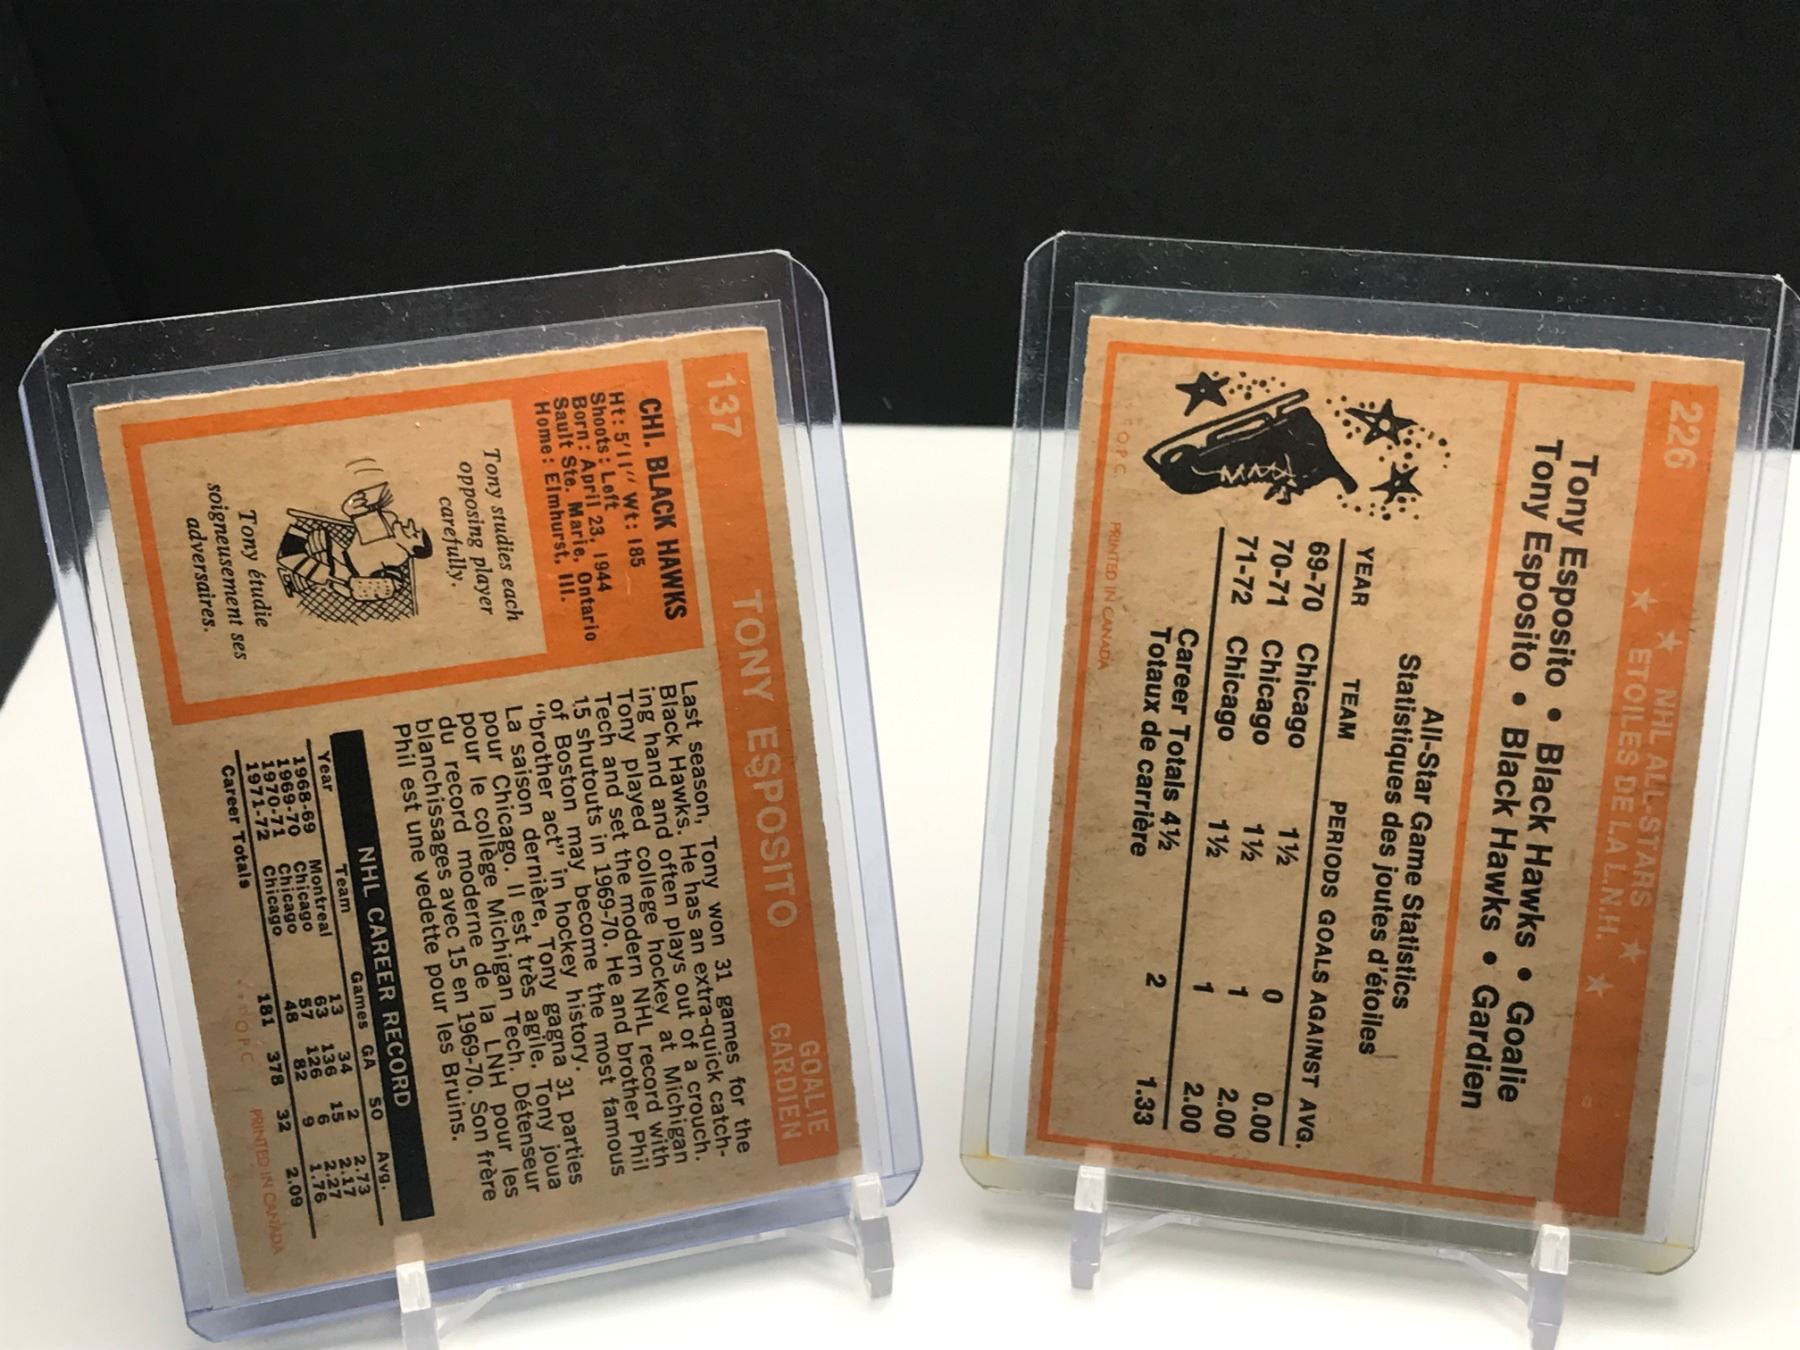 137
TONY ESPOSITO
GOALIE
GARDIEN
CHI. BLACK HAWKS
Ht: 5'11" Wt: 185
Shoots: Left
Born: April 23, 1944
Sault Ste. Marie, Ontario
Home: Elmhurst, Ill.
Tony studies each
opposing player
carefully.
Tony étudie
soigneusement ses
adversaires.
Last season, Tony won 31 games for the
Black Hawks. He has an extra-quick catch-
ing hand and often plays out of a crouch.
Tony played college hockey at Michigan
Tech and set the modern NHL record with
15 shutouts in 1969-70. He and brother Phil
of Boston may become the most famous
"brother act" in hockey history.
La saison dernière, Tony gagna 31 parties
pour Chicago. Il est très agile. Tony joua
pour le collège Michigan Tech. Détenseur
du record moderne de la LNH pour les
blanchissages avec 15 en 1969-70. Son frère
Phil est une vedette pour les Bruins.
NHL CAREER RECORD
Year Team Games GA SO Avg.
1968-69 Montreal 13 34 2 2.73
1969-70 Chicago 63 136 15 2.17
1970-71 Chicago 57 126 6 2.27
1971-72 Chicago 48 82 9 1.76
Career Totals 181 378 32 2.09
O.P.C. PRINTED IN CANADA
226
NHL ALL-STARS
ETOILES DE LA L.N.H.
Tony Esposito • Black Hawks • Goalie
Tony Esposito • Black Hawks • Gardien
All-Star Game Statistics
Statistiques des joutes d'étoiles
YEAR TEAM PERIODS GOALS AGAINST AVG.
69-70 Chicago 1½ 0 0.00
70-71 Chicago 1½ 1 2.00
71-72 Chicago 1½ 1 2.00
Career Totals 4½ 2 1.33
Totaux de carrière
O.P.C. PRINTED IN CANADA